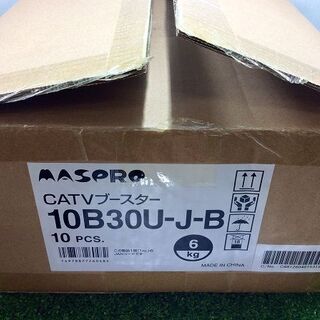 MASPRO
CATVブースター
10B30U-J-B
10 PCS.
6
kg
MADE IN CHINA